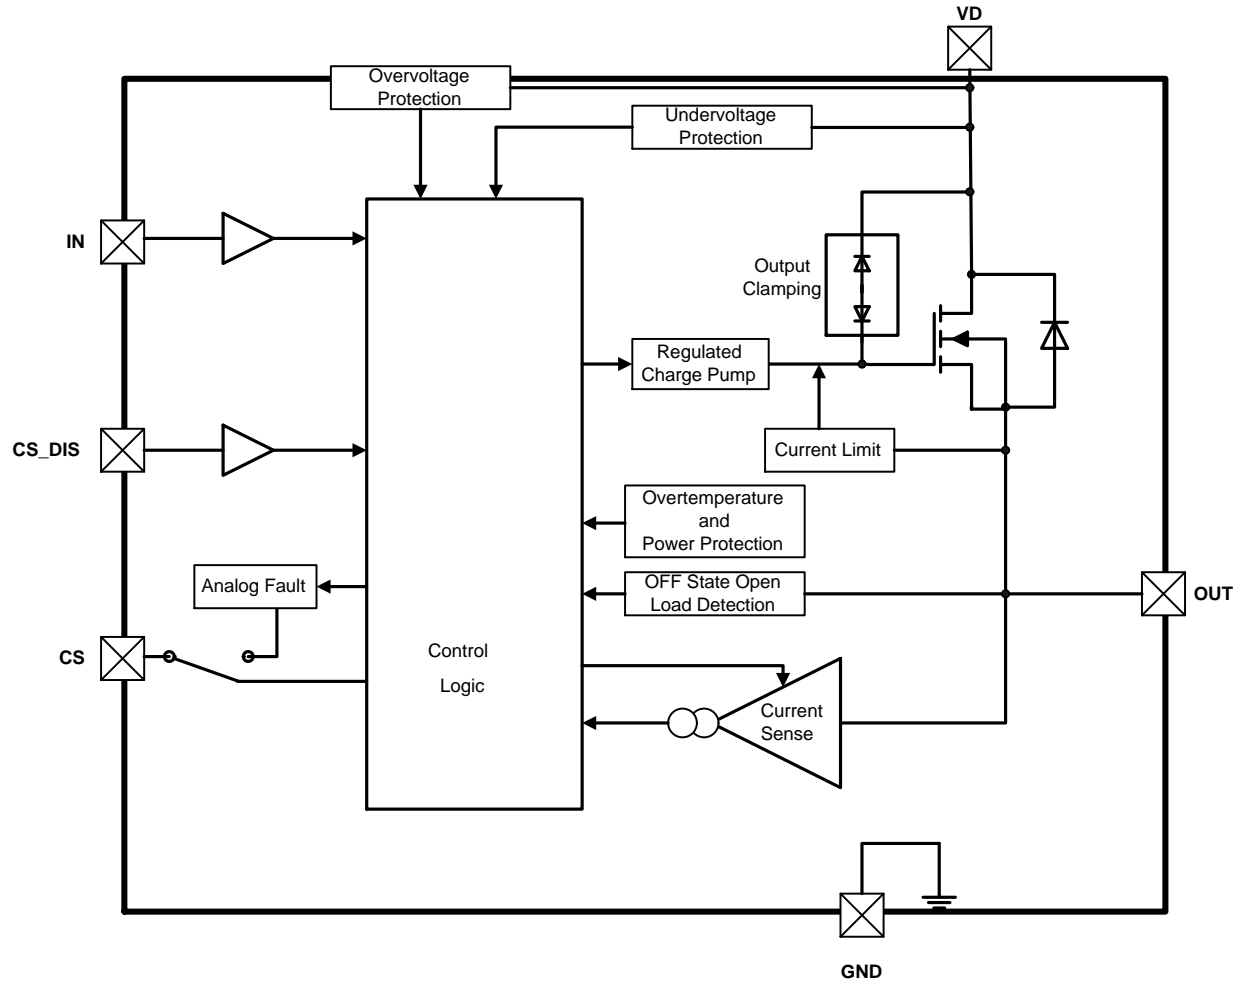 VD
Overvoltage
Protection
Undervoltage
Protection
IN
Output
Clamping
Regulated
Charge Pump
CS_DIS
Current Limit
Overtemperature
and
Power Protection
Analog Fault
OFF State Open
Load Detection
OUT
CS
Control
Logic
Current
Sense
GND